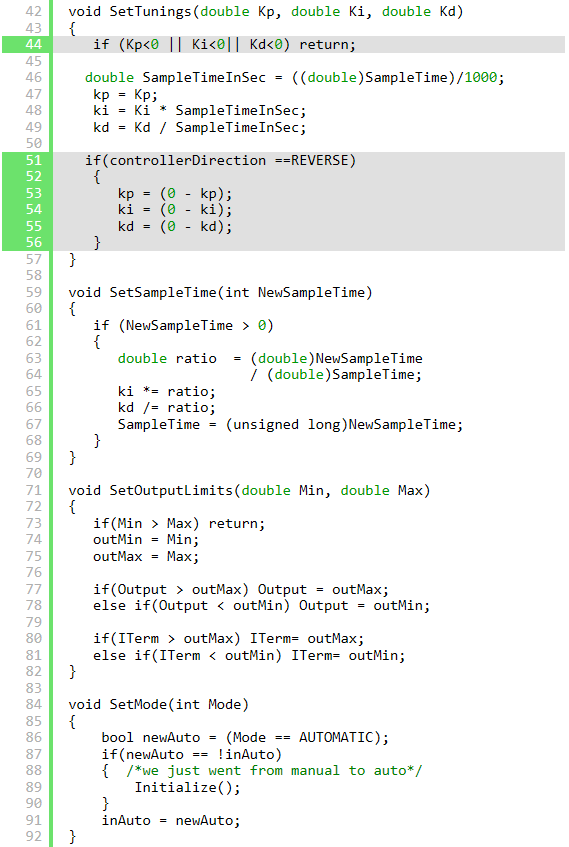 42 void SetTunings(double Kp, double Ki, double Kd)
43 {
44    if (Kp<0 || Ki<0|| Kd<0) return;
45
46   double SampleTimeInSec = ((double)SampleTime)/1000;
47    kp = Kp;
48    ki = Ki * SampleTimeInSec;
49    kd = Kd / SampleTimeInSec;
50
51   if(controllerDirection ==REVERSE)
52    {
53       kp = (0 - kp);
54       ki = (0 - ki);
55       kd = (0 - kd);
56    }
57 }
58
59 void SetSampleTime(int NewSampleTime)
60 {
61    if (NewSampleTime > 0)
62    {
63       double ratio  = (double)NewSampleTime
64                       / (double)SampleTime;
65       ki *= ratio;
66       kd /= ratio;
67       SampleTime = (unsigned long)NewSampleTime;
68    }
69 }
70
71 void SetOutputLimits(double Min, double Max)
72 {
73    if(Min > Max) return;
74    outMin = Min;
75    outMax = Max;
76
77    if(Output > outMax) Output = outMax;
78    else if(Output < outMin) Output = outMin;
79
80    if(ITerm > outMax) ITerm= outMax;
81    else if(ITerm < outMin) ITerm= outMin;
82 }
83
84 void SetMode(int Mode)
85 {
86     bool newAuto = (Mode == AUTOMATIC);
87     if(newAuto == !inAuto)
88     {  /*we just went from manual to auto*/
89         Initialize();
90     }
91     inAuto = newAuto;
92 }